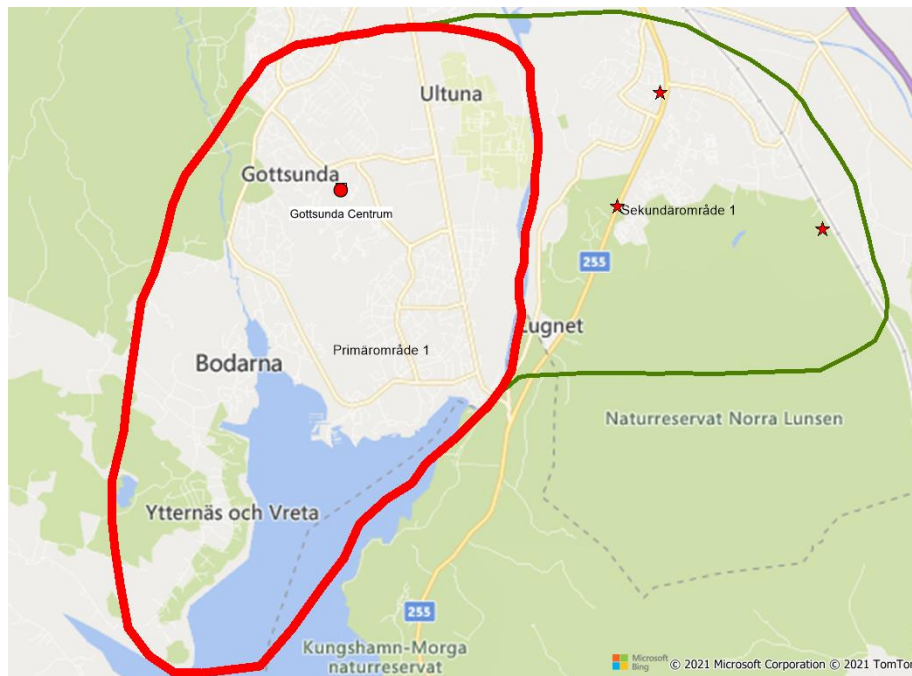 Ultuna
Gottsunda
Gottsunda Centrum
Sekundärområde 1
255
Lugnet
Primärområde 1
Bodarna
Naturreservat Norra Lunsen
Ytternäs och Vreta
255
Kungshamn-Morga
naturreservat
Microsoft
Bing
© 2021 Microsoft Corporation © 2021 TomTom